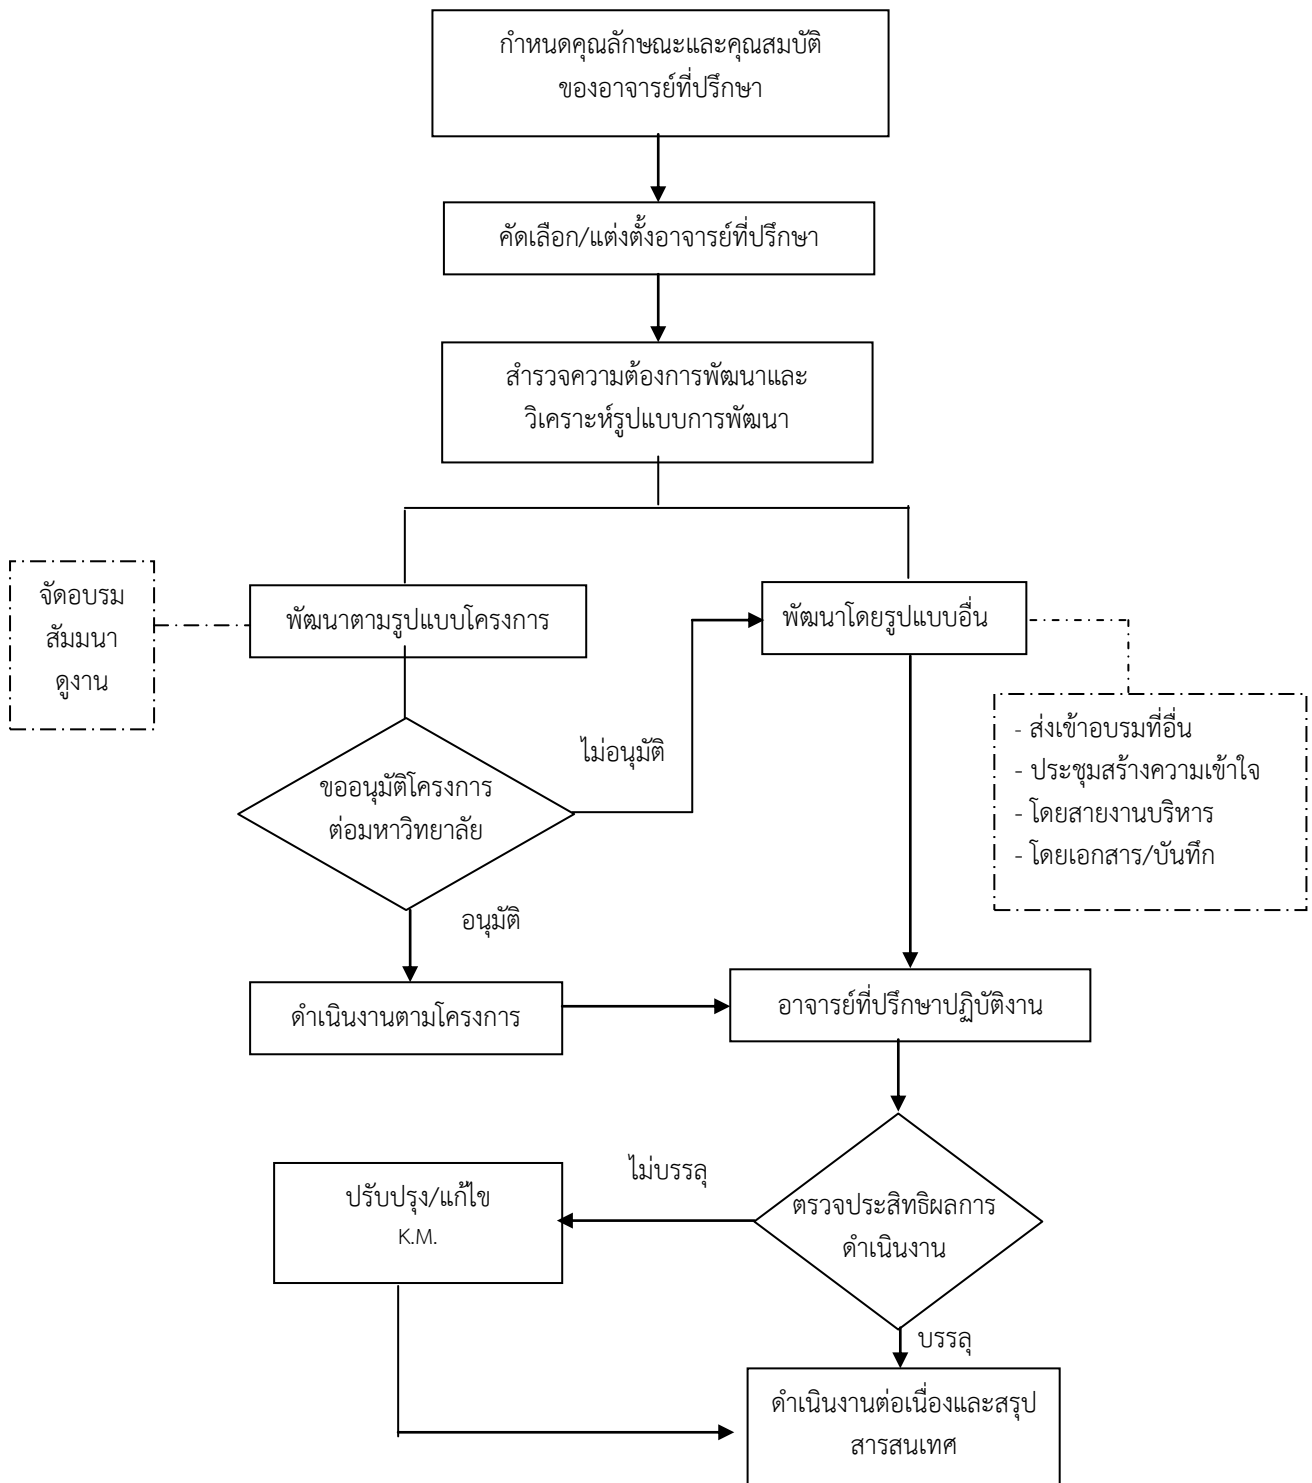 กำหนดคุณลักษณะและคุณสมบัติ
ของอาจารย์ที่ปรึกษา
คัดเลือก/แต่งตั้งอาจารย์ที่ปรึกษา
สำรวจความต้องการพัฒนาและ
วิเคราะห์รูปแบบการพัฒนา
จัดอบรม
สัมมนา
ดูงาน
พัฒนาตามรูปแบบโครงการ
พัฒนาโดยรูปแบบอื่น
- ส่งเข้าอบรมที่อื่น
- ประชุมสร้างความเข้าใจ
- โดยสายงานบริหาร
- โดยเอกสาร/บันทึก
ไม่อนุมัติ
ขออนุมัติโครงการ
ต่อมหาวิทยาลัย
อนุมัติ
ดำเนินงานตามโครงการ
อาจารย์ที่ปรึกษาปฏิบัติงาน
ไม่บรรลุ
ปรับปรุง/แก้ไข
K.M.
ตรวจประสิทธิผลการ
ดำเนินงาน
บรรลุ
ดำเนินงานต่อเนื่องและสรุป
สารสนเทศ